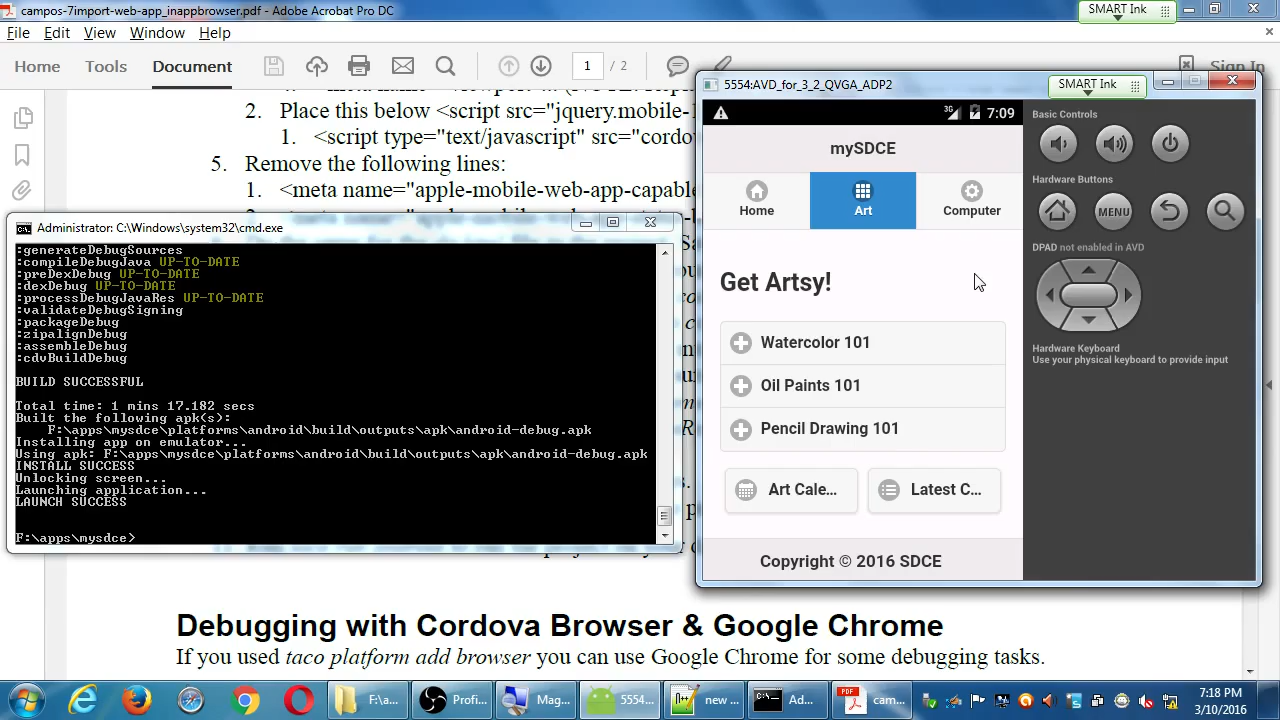 campos-7import-web-app_inappbrowser.pdf - Adobe Acrobat Pro DC
SMART Ink
File Edit View Window Help
Home Tools Document
1 / 2
Sign In
2. Place this below <script src="jquery.mobile-1
1. <script type="text/javascript" src="cordo
5. Remove the following lines:
1. <meta name="apple-mobile-web-app-capable
Administrator: C:\Windows\system32\cmd.exe
:generateDebugSources
:compileDebugJava UP-TO-DATE
:preDexDebug UP-TO-DATE
:dexDebug UP-TO-DATE
:processDebugJavaRes UP-TO-DATE
:validateDebugSigning
:packageDebug
:zipalignDebug
:assembleDebug
:cdvBuildDebug
BUILD SUCCESSFUL
Total time: 1 mins 17.182 secs
Built the following apk(s):
F:\apps\mysdce\platforms\android\build\outputs\apk\android-debug.apk
Installing app on emulator...
Using apk: F:\apps\mysdce\platforms\android\build\outputs\apk\android-debug.apk
INSTALL SUCCESS
Unlocking screen...
Launching application...
LAUNCH SUCCESS
F:\apps\mysdce>
5554:AVD_for_3_2_QVGA_ADP2
SMART Ink
3G 7:09
mySDCE
Home Art Computer
Get Artsy!
Watercolor 101
Oil Paints 101
Pencil Drawing 101
Art Cale... Latest C...
Copyright © 2016 SDCE
Basic Controls
Hardware Buttons
MENU
DPAD not enabled in AVD
Hardware Keyboard
Use your physical keyboard to provide input
Debugging with Cordova Browser & Google Chrome
If you used taco platform add browser you can use Google Chrome for some debugging tasks.
F:\a... Profi... Mag... 5554... new ... Ad... PDF cam...
7:18 PM
3/10/2016